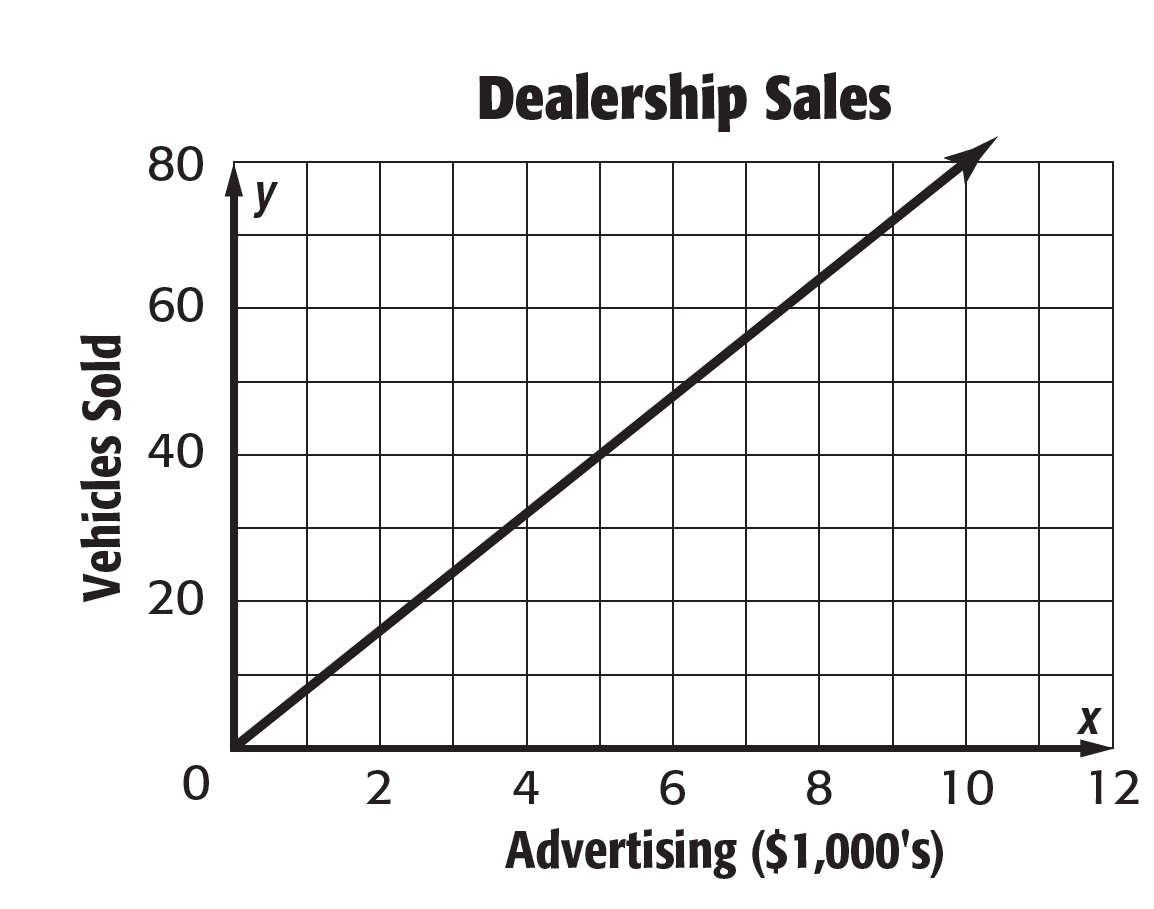 Dealership Sales
80
y
60
Vehicles Sold
40
20
x
0 2 4 6 8 10 12
Advertising ($1,000's)